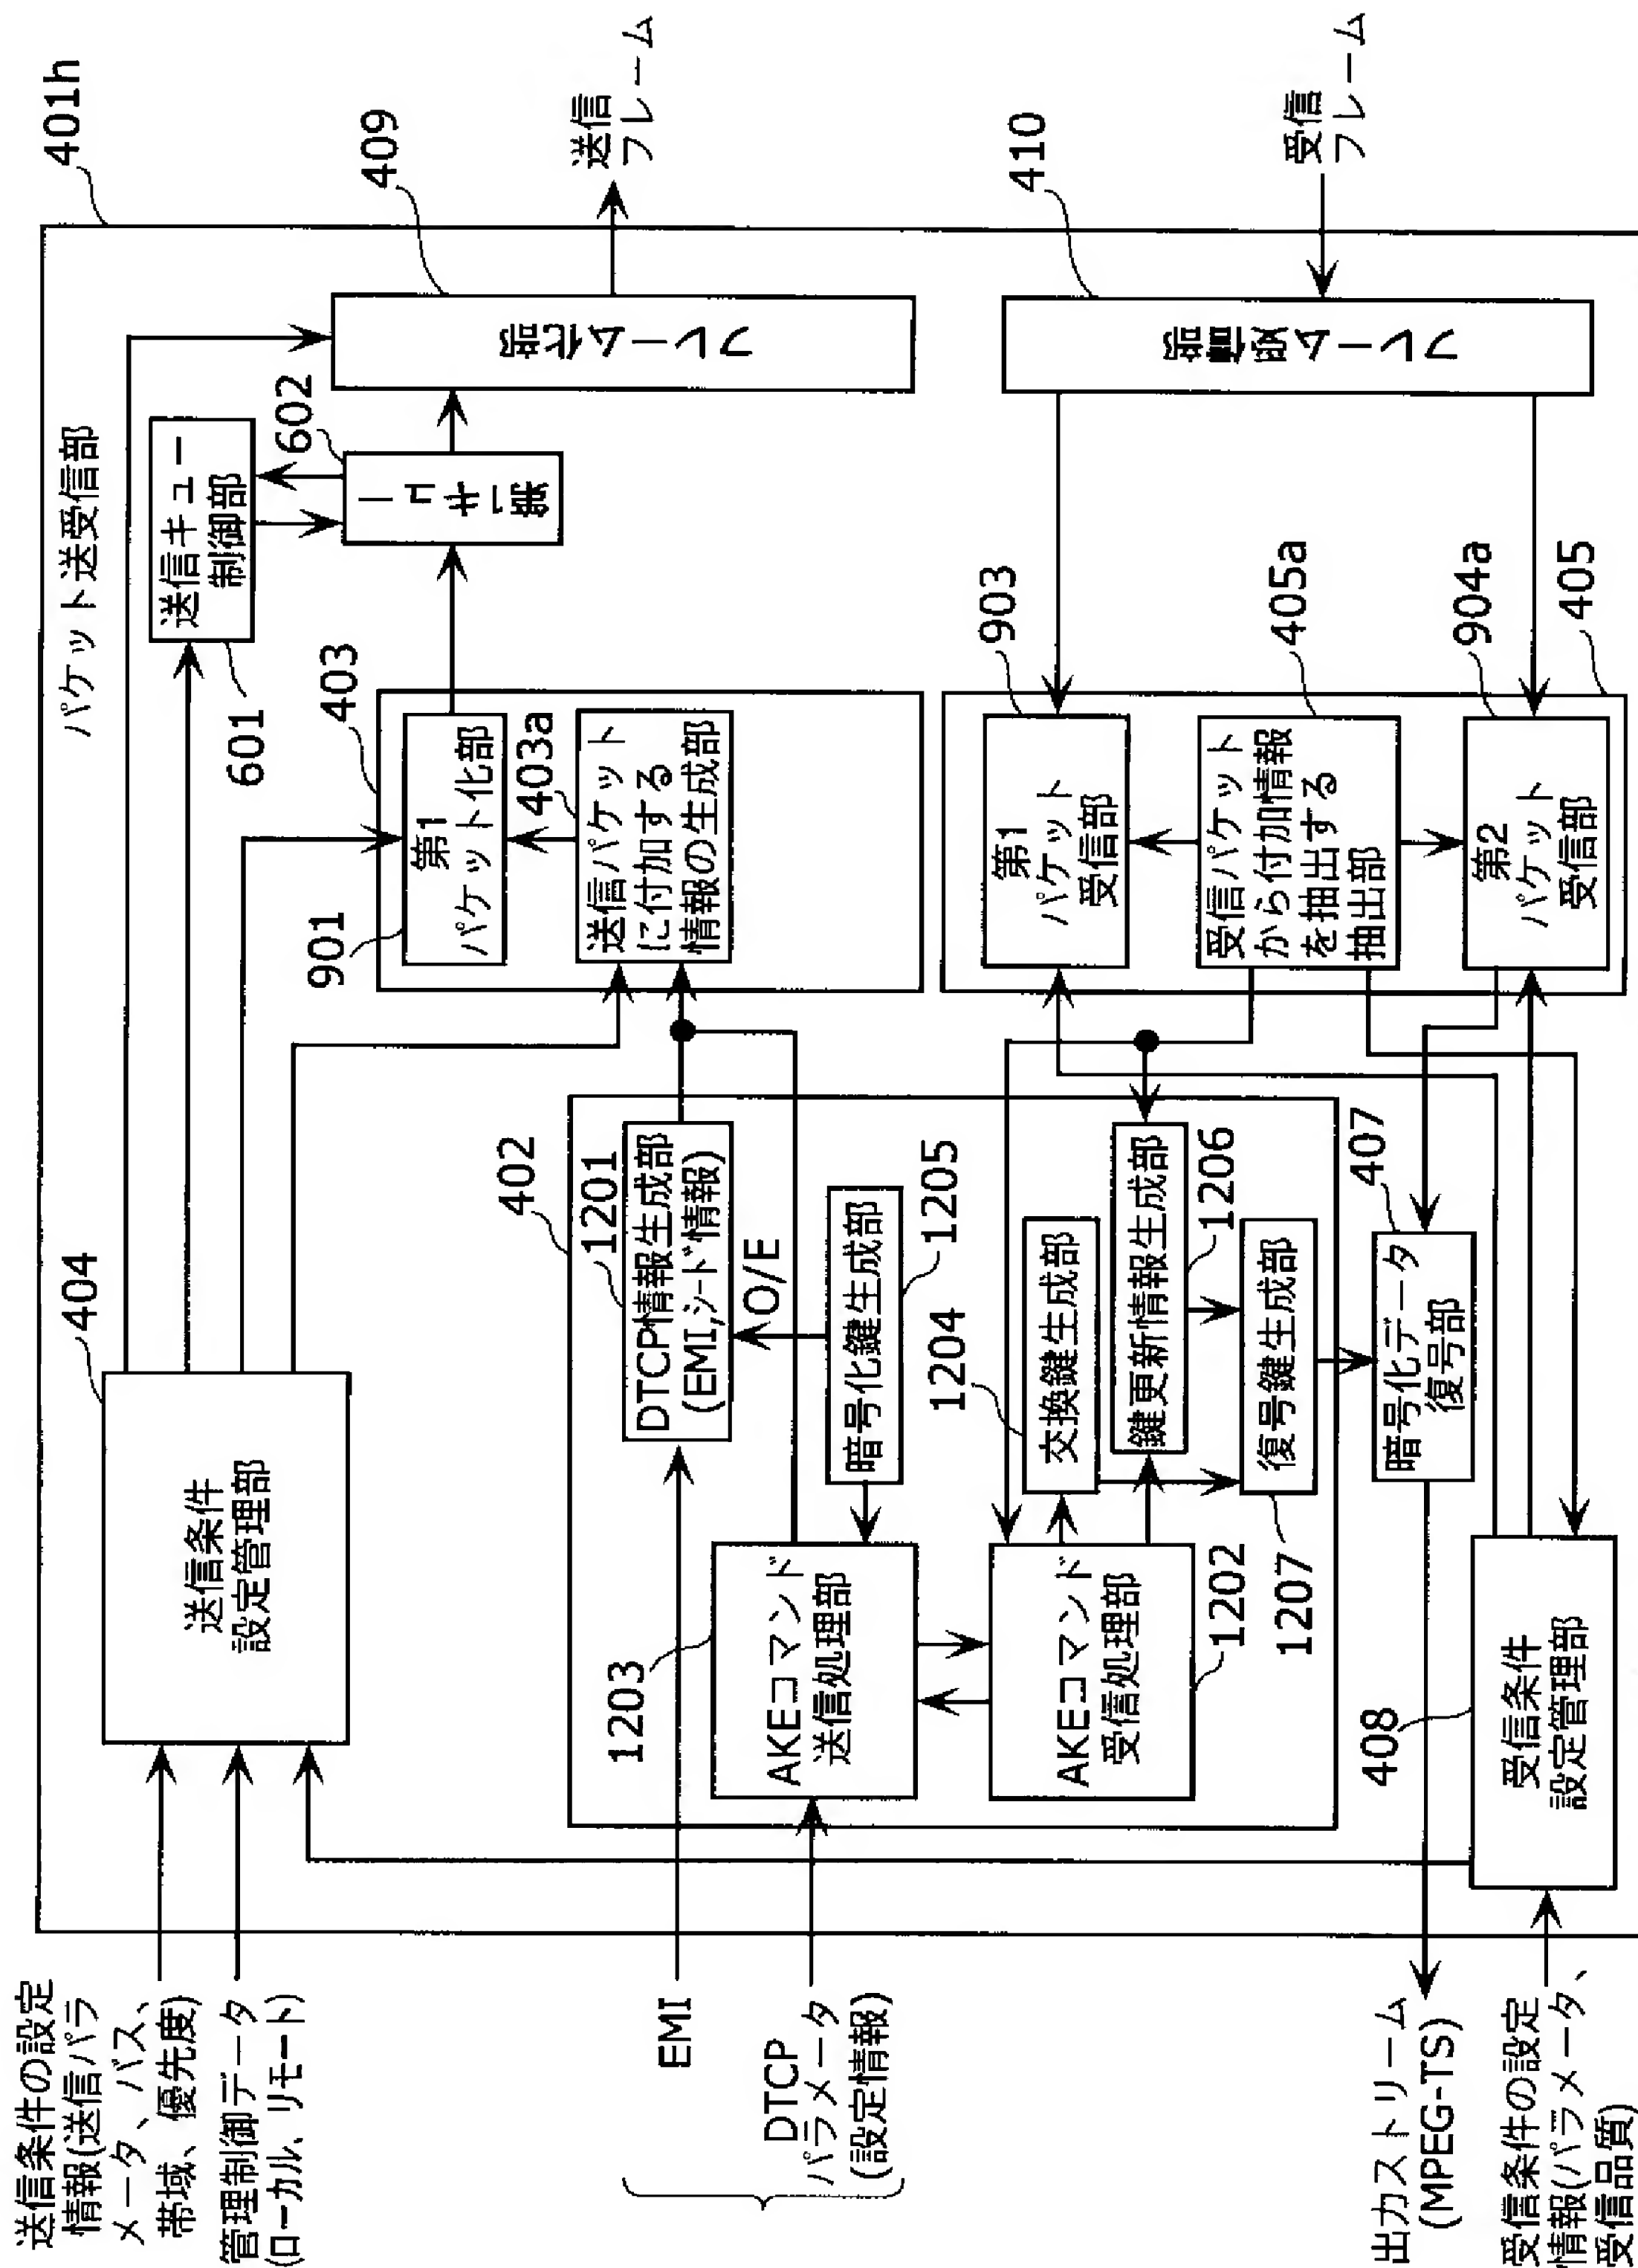 401h
パケット送受信部
送信条件の設定
情報(送信パラ
メータ、パス、
帯域、優先度)
管理制御データ
(ローカル、リモート)
404
送信条件
設定管理部
601
送信キュー
制御部
602
第1キュー
409
フレーム化部
送信
フレーム
403
901
第1
パケット化部
403a
送信パケット
に付加する
情報の生成部
EMI
DTCP
パラメータ
(設定情報)
402
1201
DTCP情報生成部
(EMI,シード情報)
O/E
1205
暗号化鍵生成部
1203
AKEコマンド
送信処理部
AKEコマンド
受信処理部
1202
1204
交換鍵生成部
鍵更新情報生成部
1206
復号鍵生成部
1207
407
暗号化データ
復号部
410
フレーム受信部
受信
フレーム
903
第1
パケット
受信部
405a
受信パケット
から付加情報
を抽出する
抽出部
904a
第2
パケット
受信部
405
408
受信条件
設定管理部
出力ストリーム
(MPEG-TS)
受信条件の設定
情報(パラメータ、
受信品質)